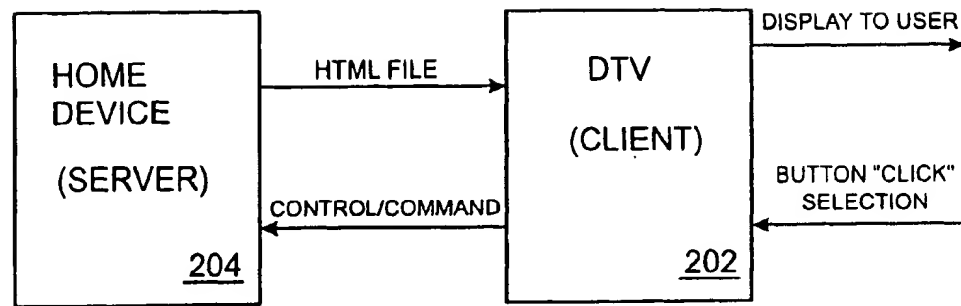 HOME
DEVICE
(SERVER)
204
HTML FILE
CONTROL/COMMAND
DTV
(CLIENT)
202
DISPLAY TO USER
BUTTON "CLICK"
SELECTION